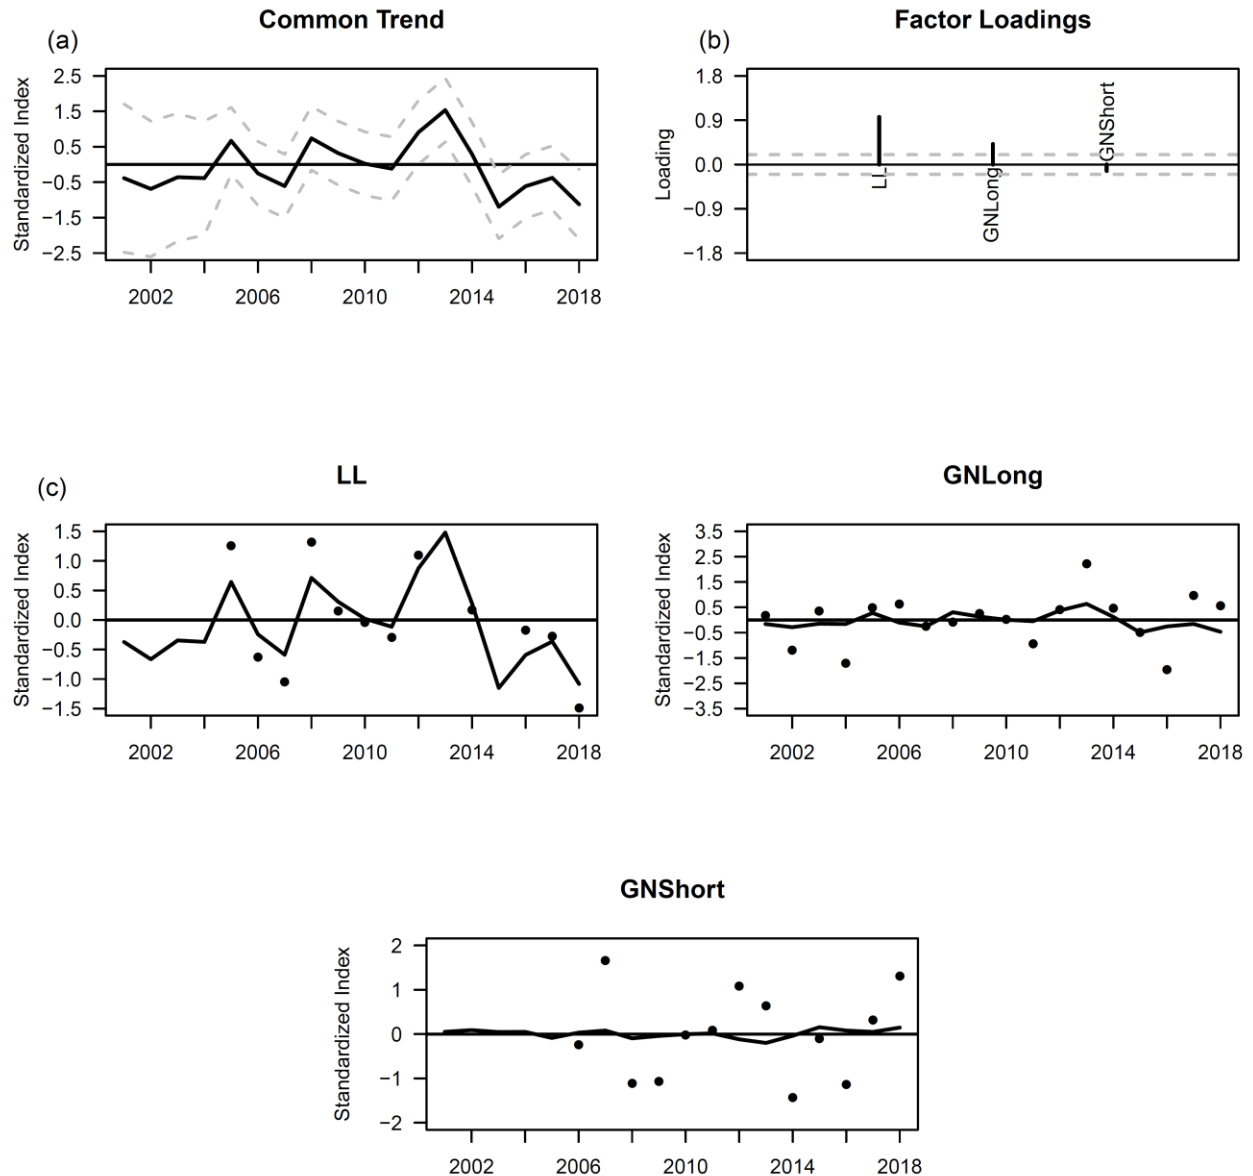 Common Trend
(a)
Standardized Index
2.5
1.5
0.5
−0.5
−1.5
−2.5
2002 2006 2010 2014 2018
Factor Loadings
(b)
Loading
1.8
0.9
0.0
−0.9
−1.8
LL
GNLong
GNShort
(c)
LL
Standardized Index
1.5
1.0
0.5
0.0
−0.5
−1.0
−1.5
2002 2006 2010 2014 2018
GNLong
Standardized Index
3.5
2.5
1.5
0.5
−0.5
−1.5
−2.5
−3.5
2002 2006 2010 2014 2018
GNShort
Standardized Index
2
1
0
−1
−2
2002 2006 2010 2014 2018